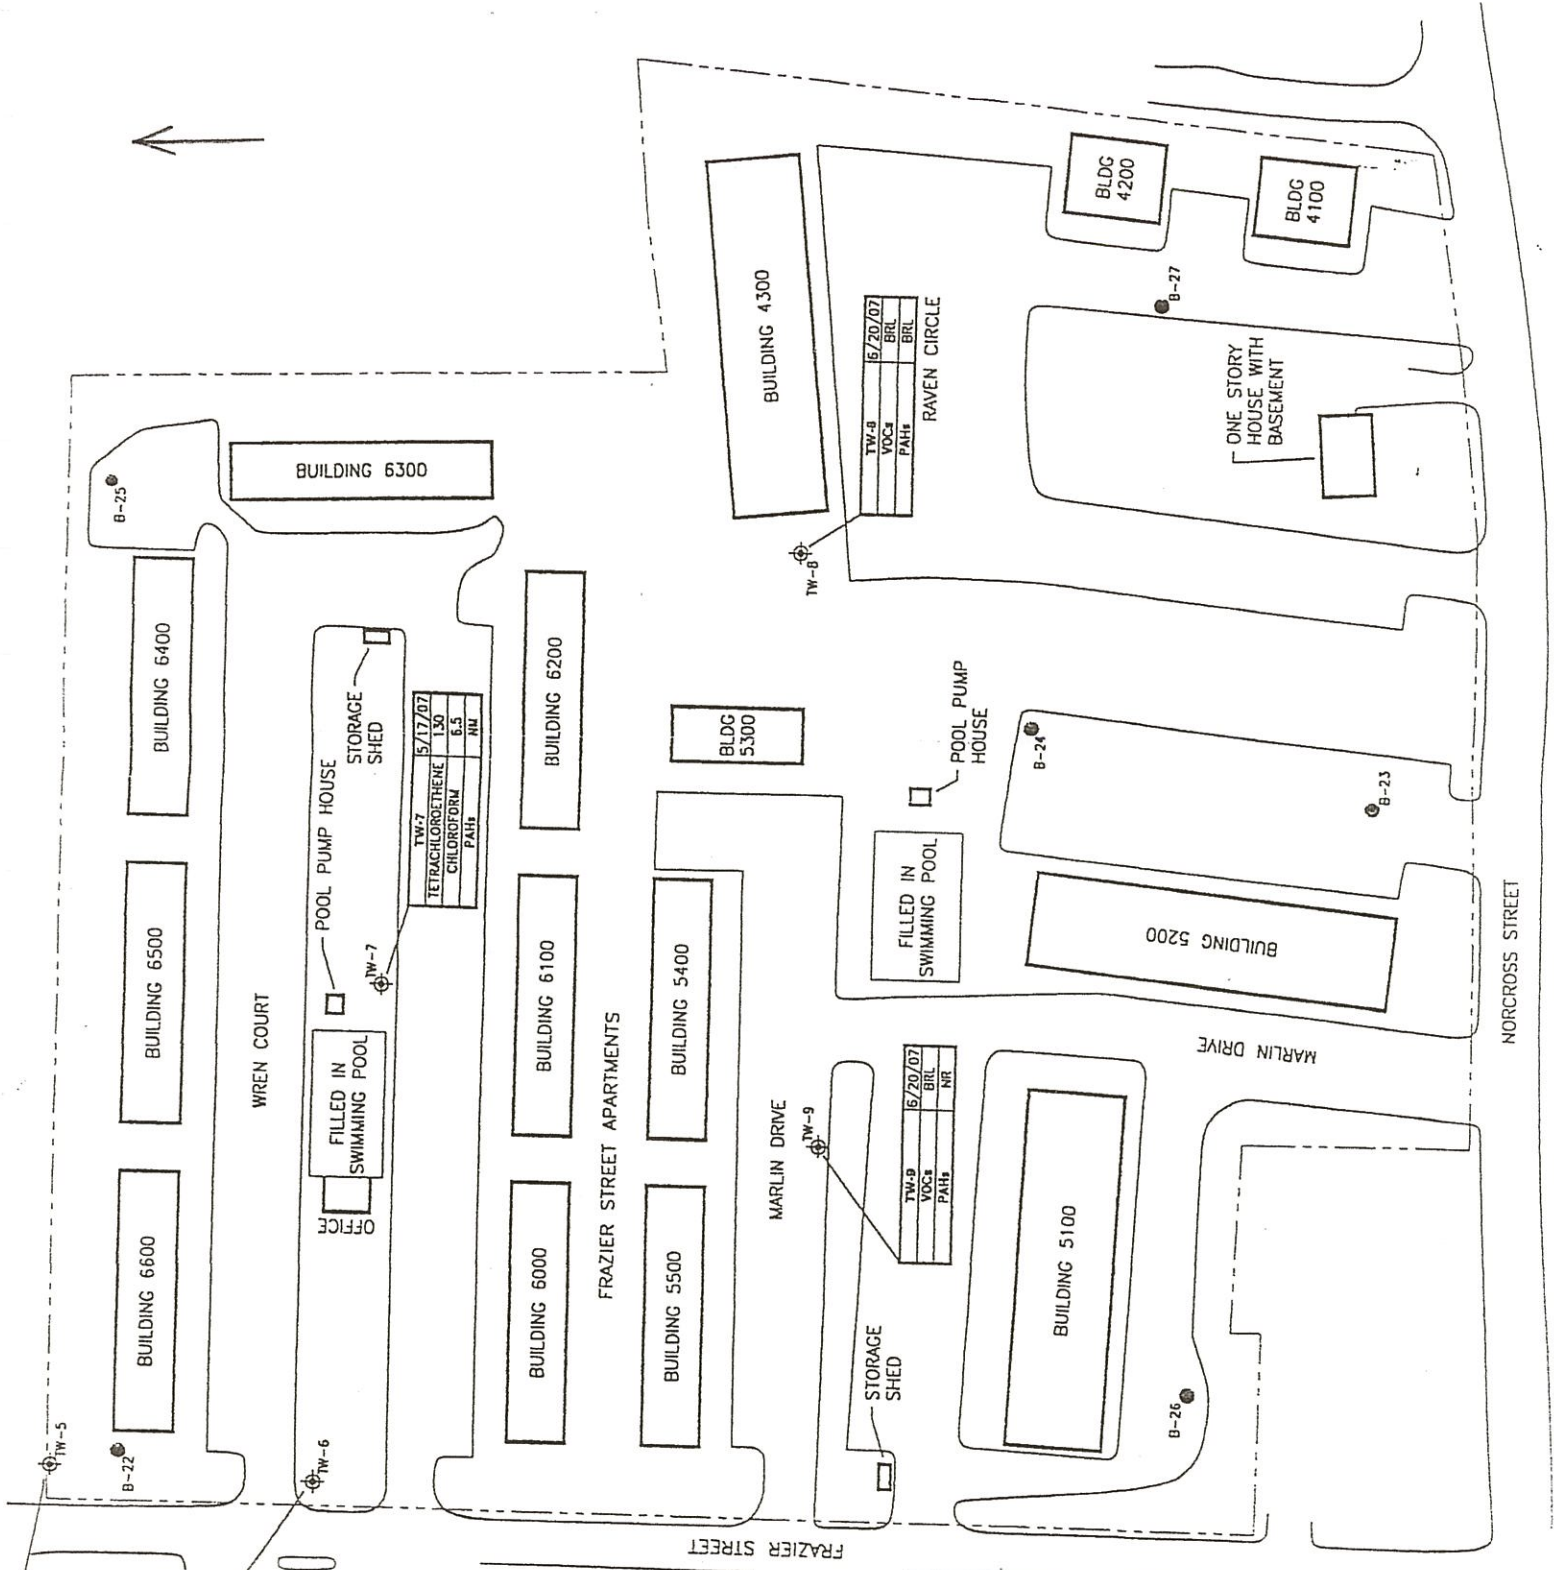 B-25
BUILDING 6300
BUILDING 6400
BUILDING 6500
BUILDING 6600
TW-5
B-22
WREN COURT
STORAGE
SHED
POOL PUMP HOUSE
FILLED IN
SWIMMING POOL
OFFICE
TW-7
TW-6
TW-7 5/17/07
TETRACHLOROETHENE 130
CHLOROFORM 6.5
PAHs NM
BUILDING 6200
BUILDING 6100
BUILDING 6000
FRAZIER STREET APARTMENTS
BLDG
5300
BUILDING 5400
BUILDING 5500
MARLIN DRIVE
BUILDING 4300
TW-8
TW-8 6/20/07
VOCs BRL
PAHs BRL
RAVEN CIRCLE
BLDG
4200
BLDG
4100
B-27
ONE STORY
HOUSE WITH
BASEMENT
POOL PUMP
HOUSE
FILLED IN
SWIMMING POOL
B-24
B-23
BUILDING 5200
MARLIN DRIVE
TW-9
TW-9 6/20/07
VOCs BRL
PAHs NR
BUILDING 5100
STORAGE
SHED
B-26
NORCROSS STREET
FRAZIER STREET